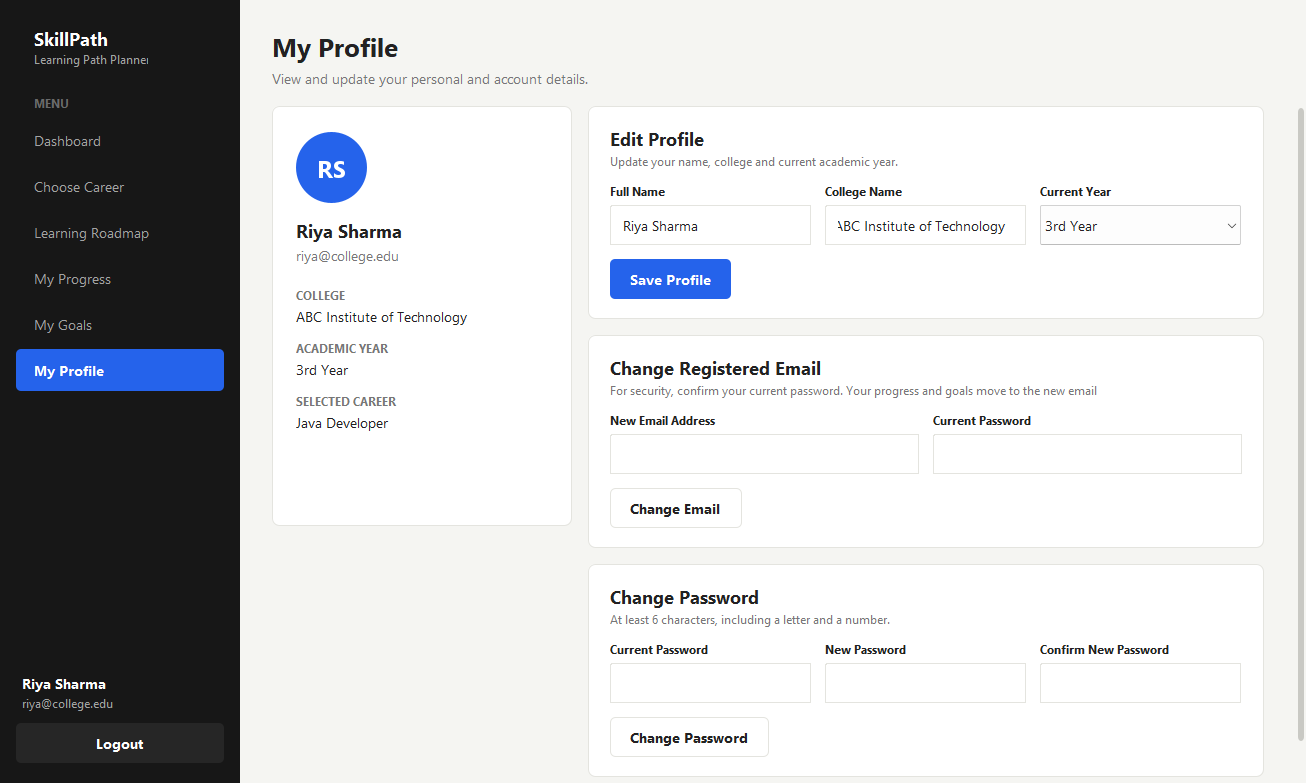 SkillPath
Learning Path Planner
MENU
Dashboard
Choose Career
Learning Roadmap
My Progress
My Goals
My Profile
Riya Sharma
riya@college.edu
Logout
My Profile
View and update your personal and account details.
RS
Riya Sharma
riya@college.edu
COLLEGE
ABC Institute of Technology
ACADEMIC YEAR
3rd Year
SELECTED CAREER
Java Developer
Edit Profile
Update your name, college and current academic year.
Full Name College Name Current Year
Riya Sharma ABC Institute of Technology 3rd Year
Save Profile
Change Registered Email
For security, confirm your current password. Your progress and goals move to the new email
New Email Address Current Password
Change Email
Change Password
At least 6 characters, including a letter and a number.
Current Password New Password Confirm New Password
Change Password